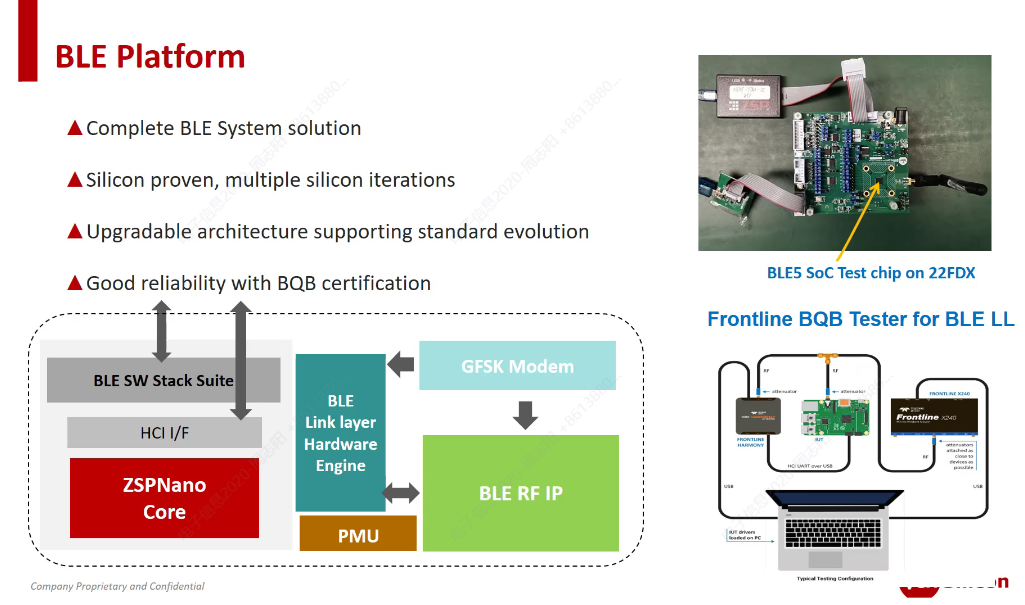 BLE Platform
Complete BLE System solution
Silicon proven, multiple silicon iterations
Upgradable architecture supporting standard evolution
Good reliability with BQB certification
BLE SW Stack Suite
HCI I/F
ZSPNano
Core
BLE
Link layer
Hardware
Engine
PMU
GFSK Modem
BLE RF IP
BLE5 SoC Test chip on 22FDX
Frontline BQB Tester for BLE LL
RF
RF
attenuator
attenuator
FRONTLINE X240
Frontline X240
FRONTLINE
HARMONY
IUT
HCI UART over USB
RF
attenuators
attached as
close to
devices as
possible
USB
USB
IUT drivers
loaded on PC
Typical Testing Configuration
Company Proprietary and Confidential